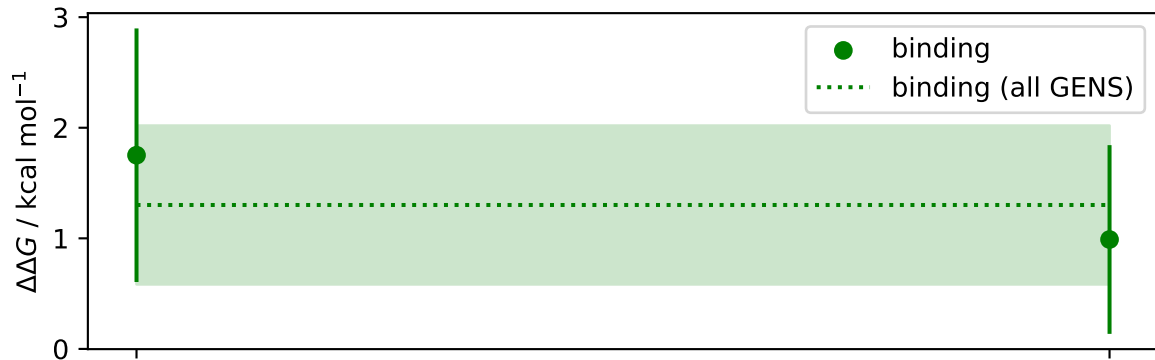 3
2
1
0
ΔΔG / kcal mol⁻¹
binding
binding (all GENS)